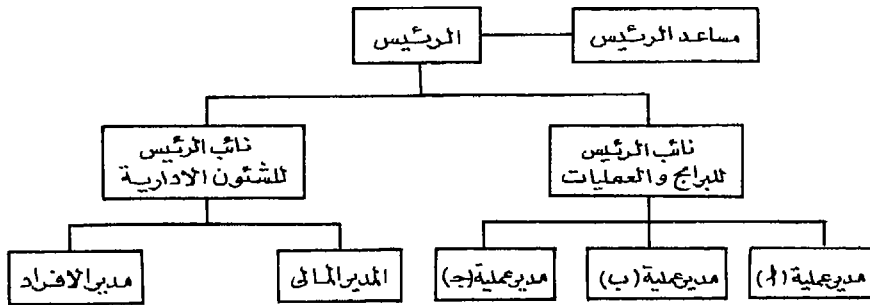 الرئيس
مساعد الرئيس
نائب الرئيس
للبرامج والعمليات
نائب الرئيس
للشئون الادارية
مدير عملية (أ)
مدير عملية (ب)
مدير عملية (ج)
المدير المالى
مدير الافراد